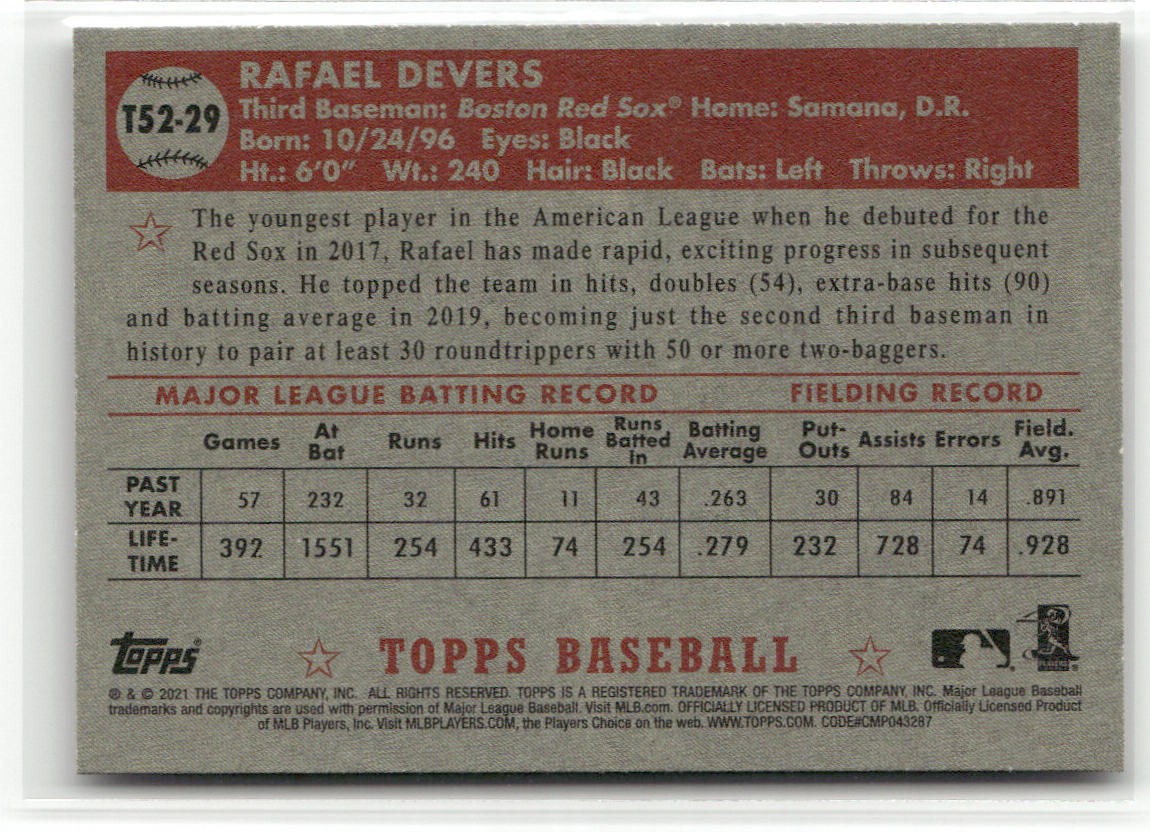 T52-29
RAFAEL DEVERS
Third Baseman: Boston Red Sox® Home: Samana, D.R.
Born: 10/24/96 Eyes: Black
Ht.: 6'0" Wt.: 240 Hair: Black Bats: Left Throws: Right
The youngest player in the American League when he debuted for the
Red Sox in 2017, Rafael has made rapid, exciting progress in subsequent
seasons. He topped the team in hits, doubles (54), extra-base hits (90)
and batting average in 2019, becoming just the second third baseman in
history to pair at least 30 roundtrippers with 50 or more two-baggers.
MAJOR LEAGUE BATTING RECORD FIELDING RECORD
Games At Bat Runs Hits Home Runs Runs Batted In Batting Average Put-Outs Assists Errors Field. Avg.
PAST YEAR 57 232 32 61 11 43 .263 30 84 14 .891
LIFE-TIME 392 1551 254 433 74 254 .279 232 728 74 .928
Topps® TOPPS BASEBALL
® & © 2021 THE TOPPS COMPANY, INC. ALL RIGHTS RESERVED. TOPPS IS A REGISTERED TRADEMARK OF THE TOPPS COMPANY, INC. Major League Baseball
trademarks and copyrights are used with permission of Major League Baseball. Visit MLB.com. OFFICIALLY LICENSED PRODUCT OF MLB. Officially Licensed Product
of MLB Players, Inc. Visit MLBPLAYERS.COM, the Players Choice on the web. WWW.TOPPS.COM. CODE#CMP043287